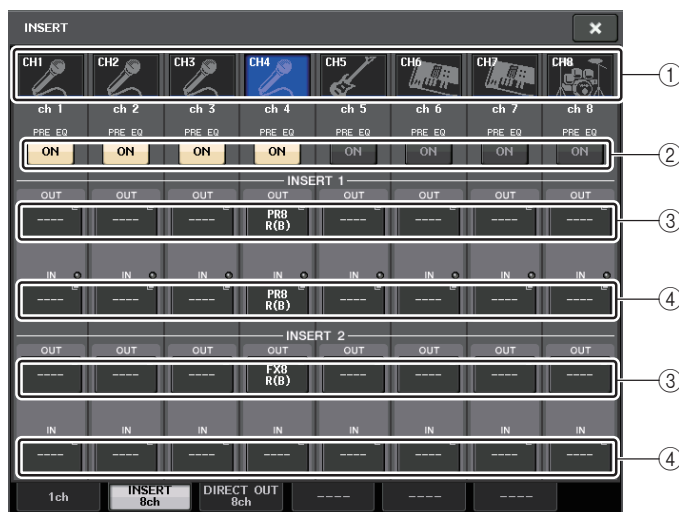 INSERT ×
CH1 CH2 CH3 CH4 CH5 CH6 CH7 CH8 ①
ch 1 ch 2 ch 3 ch 4 ch 5 ch 6 ch 7 ch 8
PRE EQ PRE EQ PRE EQ PRE EQ PRE EQ PRE EQ PRE EQ PRE EQ
ON ON ON ON ON ON ON ON ②
INSERT 1
OUT OUT OUT OUT OUT OUT OUT OUT
---- ---- ---- PR8 R(B) ---- ---- ---- ---- ③
IN IN IN IN IN IN IN IN
---- ---- ---- PR8 R(B) ---- ---- ---- ---- ④
INSERT 2
OUT OUT OUT OUT OUT OUT OUT OUT
---- ---- ---- FX8 R(B) ---- ---- ---- ---- ③
IN IN IN IN IN IN IN IN
---- ---- ---- ---- ---- ---- ---- ---- ④
1ch INSERT 8ch DIRECT OUT 8ch ---- ---- ----